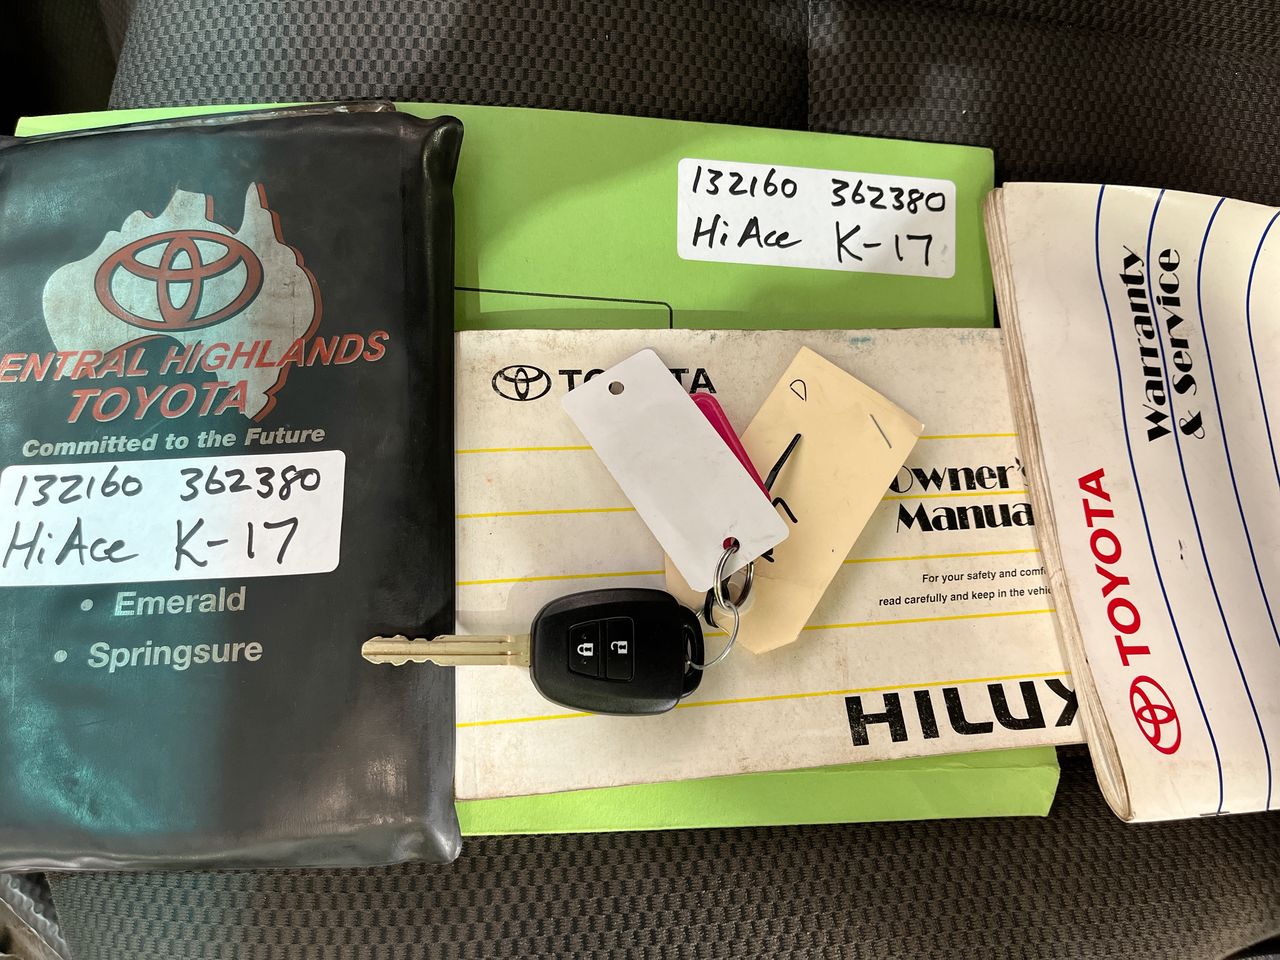 ENTRAL HIGHLANDS
TOYOTA
Committed to the Future
132160 362380
HiAce K-17
• Emerald
• Springsure
132160 362380
HiAce K-17
TOYOTA
Owner's
Manua
For your safety and comf
read carefully and keep in the vehic
HILUX
Warranty
& Service
TOYOTA